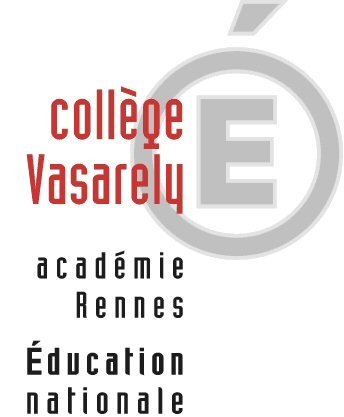 É
collège
Vasarely
académie
Rennes
Éducation
nationale